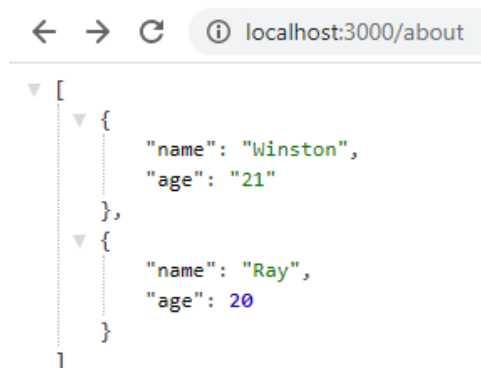 localhost:3000/about
[
{
"name": "Winston",
"age": "21"
},
{
"name": "Ray",
"age": 20
}
]